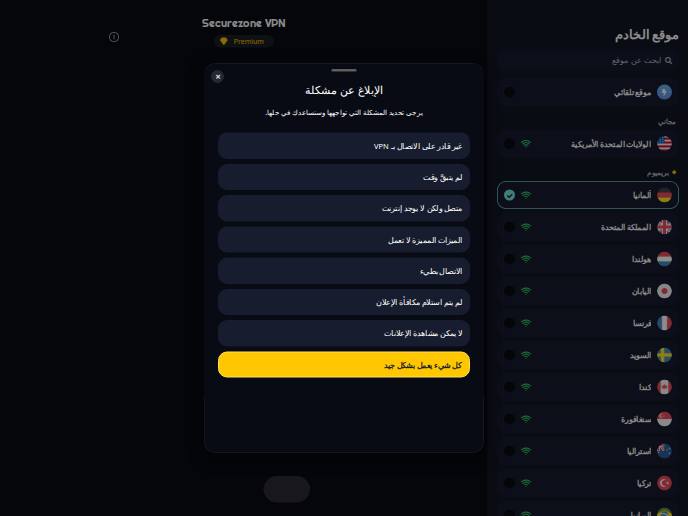 Securezone VPN
Premium
موقع الخادم
ابحث عن موقع
موقع تلقائي
مجاني
الولايات المتحدة الأمريكية
بريميوم
ألمانيا
المملكة المتحدة
هولندا
اليابان
فرنسا
السويد
كندا
سنغافورة
استراليا
تركيا
الإبلاغ عن مشكلة
يرجى تحديد المشكلة التي تواجهها وسنساعدك في حلها.
غير قادر على الاتصال بـ VPN
لم يتبقَّ وقت
متصل ولكن لا يوجد إنترنت
الميزات المميزة لا تعمل
الاتصال بطيء
لم يتم استلام مكافأة الإعلان
لا يمكن مشاهدة الإعلانات
كل شيء يعمل بشكل جيد